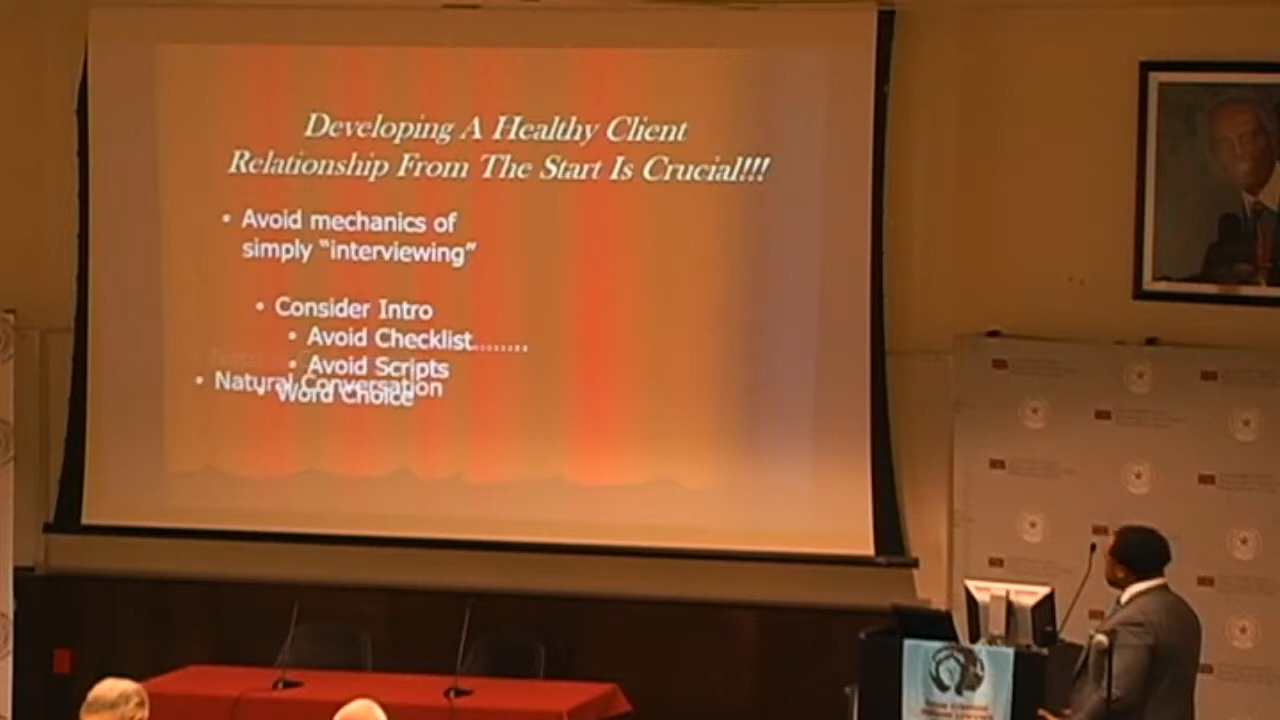 Developing A Healthy Client
Relationship From The Start Is Crucial!!!
• Avoid mechanics of
simply “interviewing”
• Consider Intro
• Avoid Checklist........
• Avoid Scripts
• Natural Conversation
• Word Choice